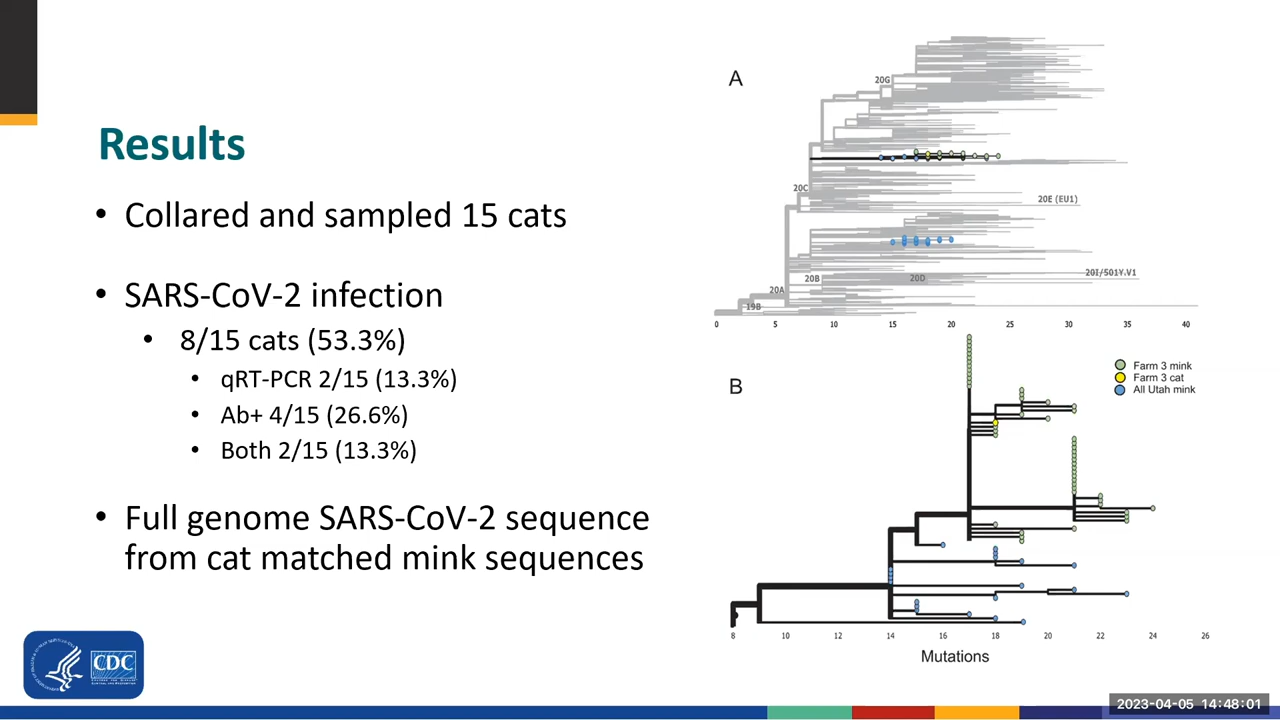 Results
• Collared and sampled 15 cats
• SARS-CoV-2 infection
• 8/15 cats (53.3%)
• qRT-PCR 2/15 (13.3%)
• Ab+ 4/15 (26.6%)
• Both 2/15 (13.3%)
• Full genome SARS-CoV-2 sequence
from cat matched mink sequences
CDC
A
20G
20C
20E (EU1)
20B
20D
20I/501Y.V1
20A
19B
0 5 10 15 20 25 30 35 40
B
Farm 3 mink
Farm 3 cat
All Utah mink
8 10 12 14 16 18 20 22 24 26
Mutations
2023-04-05 14:48:01